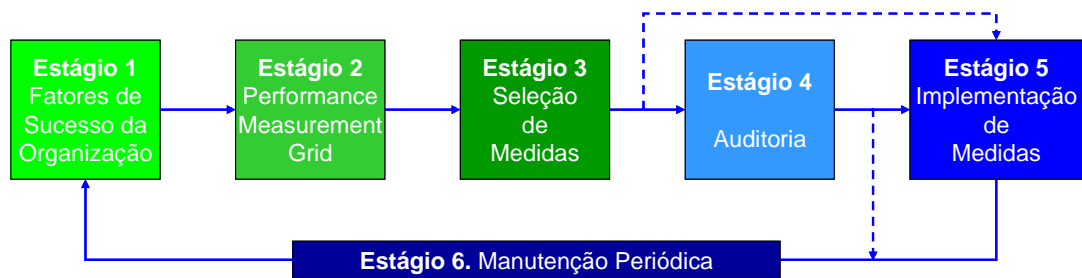 Estágio 1
Fatores de
Sucesso da
Organização
Estágio 2
Performance
Measurement
Grid
Estágio 3
Seleção
de
Medidas
Estágio 4
Auditoria
Estágio 5
Implementação
de
Medidas
Estágio 6. Manutenção Periódica